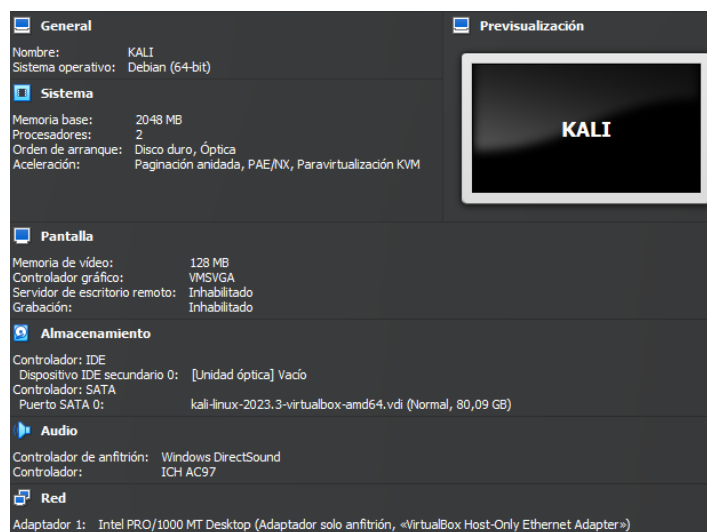 General
Nombre: KALI
Sistema operativo: Debian (64-bit)
Sistema
Memoria base: 2048 MB
Procesadores: 2
Orden de arranque: Disco duro, Óptica
Aceleración: Paginación anidada, PAE/NX, Paravirtualización KVM
Previsualización
KALI
Pantalla
Memoria de vídeo: 128 MB
Controlador gráfico: VMSVGA
Servidor de escritorio remoto: Inhabilitado
Grabación: Inhabilitado
Almacenamiento
Controlador: IDE
Dispositivo IDE secundario 0: [Unidad óptica] Vacío
Controlador: SATA
Puerto SATA 0: kali-linux-2023.3-virtualbox-amd64.vdi (Normal, 80,09 GB)
Audio
Controlador de anfitrión: Windows DirectSound
Controlador: ICH AC97
Red
Adaptador 1: Intel PRO/1000 MT Desktop (Adaptador solo anfitrión, «VirtualBox Host-Only Ethernet Adapter»)